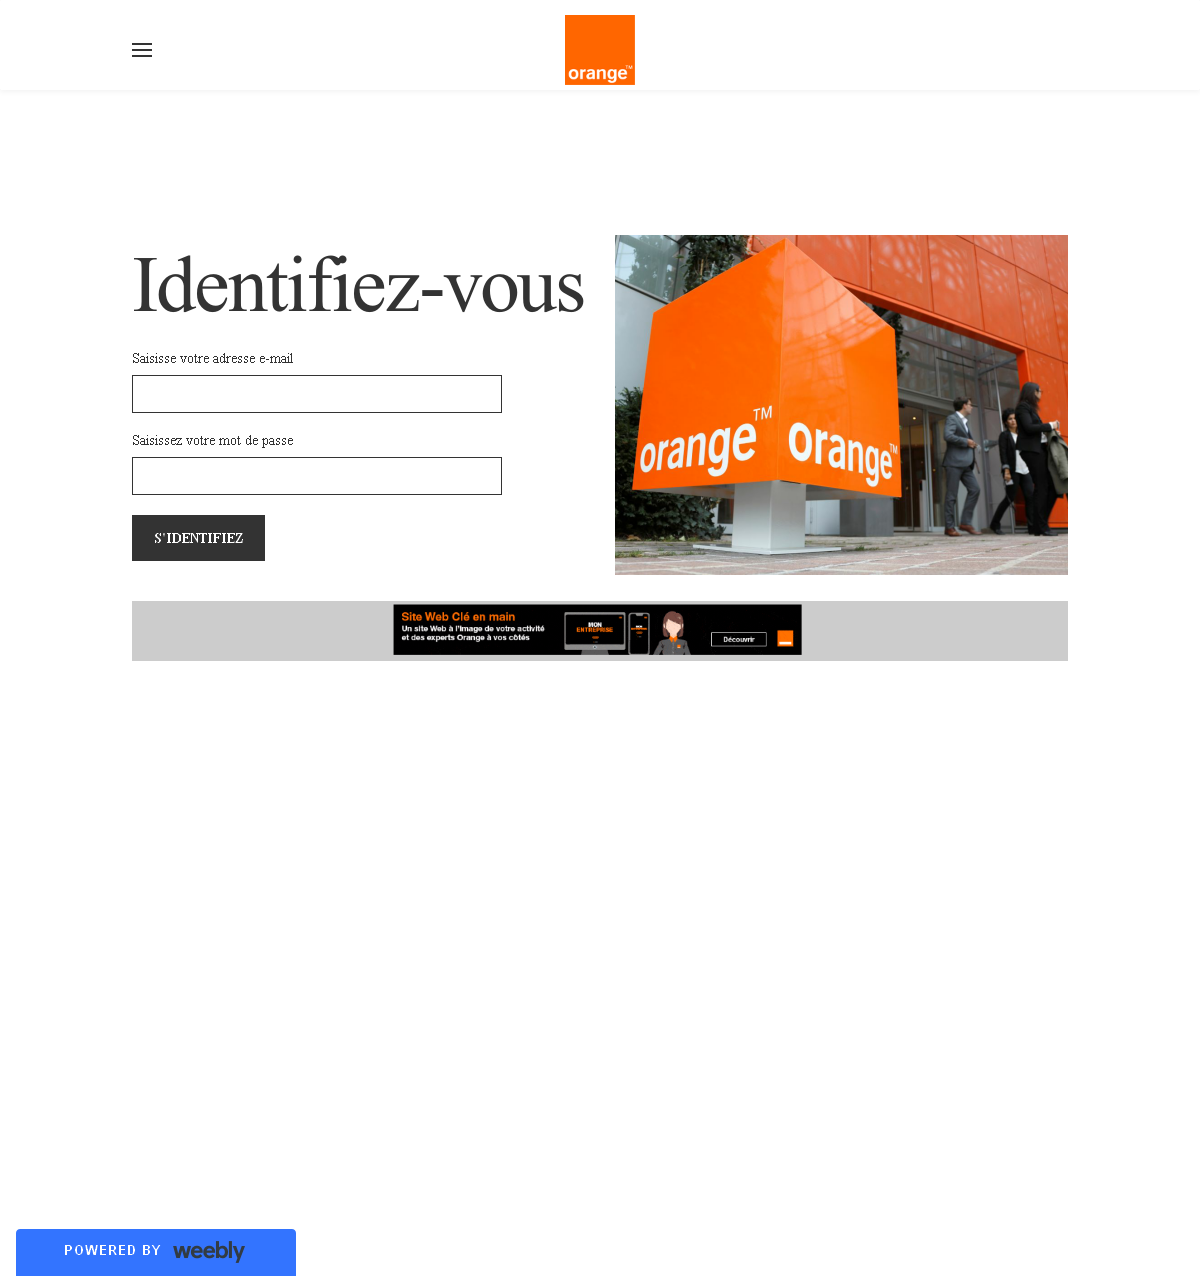 orange™
Identifiez-vous
Saisisse votre adresse e-mail
Saisissez votre mot de passe
S'IDENTIFIEZ
orange™
orange™
Site Web Clé en main
Un site Web à l'image de votre activité
et des experts Orange à vos côtés
MON
ENTREPRISE
Découvrir
POWERED BY weebly